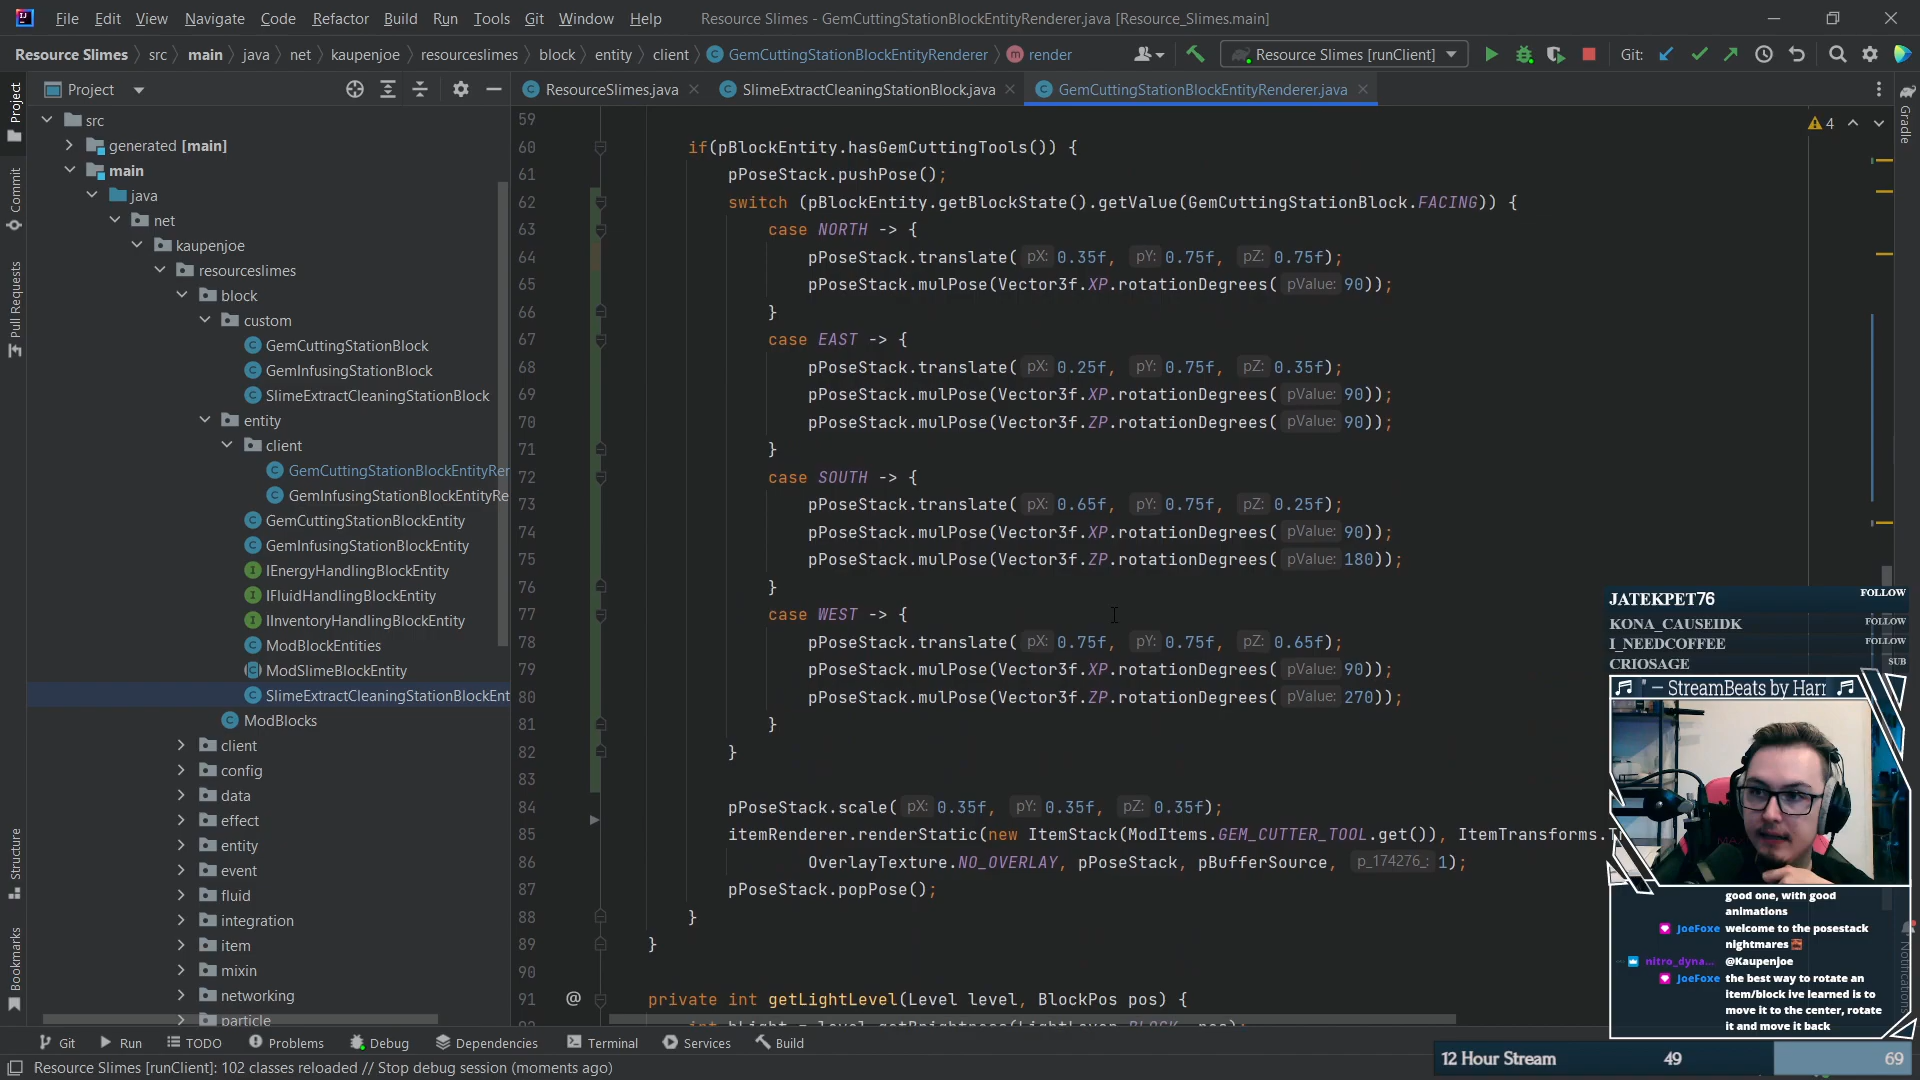 File Edit View Navigate Code Refactor Build Run Tools Git Window Help Resource Slimes - GemCuttingStationBlockEntityRenderer.java [Resource_Slimes.main]
Resource Slimes src main java net kaupenjoe resourceslimes block entity client GemCuttingStationBlockEntityRenderer render Resource Slimes [runClient] Git:
Project ResourceSlimes.java SlimeExtractCleaningStationBlock.java GemCuttingStationBlockEntityRenderer.java
Project
Commit
Pull Requests
Structure
Bookmarks
src
generated [main]
main
java
net
kaupenjoe
resourceslimes
block
custom
GemCuttingStationBlock
GemInfusingStationBlock
SlimeExtractCleaningStationBlock
entity
client
GemCuttingStationBlockEntityRer
GemInfusingStationBlockEntityRe
GemCuttingStationBlockEntity
GemInfusingStationBlockEntity
IEnergyHandlingBlockEntity
IFluidHandlingBlockEntity
IInventoryHandlingBlockEntity
ModBlockEntities
ModSlimeBlockEntity
SlimeExtractCleaningStationBlockEnt
ModBlocks
client
config
data
effect
entity
event
fluid
integration
item
mixin
networking
particle
4
59
60 if(pBlockEntity.hasGemCuttingTools()) {
61 pPoseStack.pushPose();
62 switch (pBlockEntity.getBlockState().getValue(GemCuttingStationBlock.FACING)) {
63 case NORTH -> {
64 pPoseStack.translate( pX: 0.35f, pY: 0.75f, pZ: 0.75f);
65 pPoseStack.mulPose(Vector3f.XP.rotationDegrees( pValue: 90));
66 }
67 case EAST -> {
68 pPoseStack.translate( pX: 0.25f, pY: 0.75f, pZ: 0.35f);
69 pPoseStack.mulPose(Vector3f.XP.rotationDegrees( pValue: 90));
70 pPoseStack.mulPose(Vector3f.ZP.rotationDegrees( pValue: 90));
71 }
72 case SOUTH -> {
73 pPoseStack.translate( pX: 0.65f, pY: 0.75f, pZ: 0.25f);
74 pPoseStack.mulPose(Vector3f.XP.rotationDegrees( pValue: 90));
75 pPoseStack.mulPose(Vector3f.ZP.rotationDegrees( pValue: 180));
76 }
77 case WEST -> {
78 pPoseStack.translate( pX: 0.75f, pY: 0.75f, pZ: 0.65f);
79 pPoseStack.mulPose(Vector3f.XP.rotationDegrees( pValue: 90));
80 pPoseStack.mulPose(Vector3f.ZP.rotationDegrees( pValue: 270));
81 }
82 }
83
84 pPoseStack.scale( pX: 0.35f, pY: 0.35f, pZ: 0.35f);
85 itemRenderer.renderStatic(new ItemStack(ModItems.GEM_CUTTER_TOOL.get()), ItemTransforms.T
86 OverlayTexture.NO_OVERLAY, pPoseStack, pBufferSource, p_174276_: 1);
87 pPoseStack.popPose();
88 }
89 }
90
91 @ private int getLightLevel(Level level, BlockPos pos) {
Gradle
Notifications
JATEKPET76 FOLLOW
KONA_CAUSEIDK FOLLOW
I_NEEDCOFFEE FOLLOW
CRIOSAGE SUB
" – StreamBeats by Harr
good one, with good
animations
JoeFoxe welcome to the posestack
nightmares
nitro_dyna... @Kaupenjoe
JoeFoxe the best way to rotate an
item/block ive learned is to
move it to the center, rotate
it and move it back
12 Hour Stream 49 69
Git Run TODO Problems Debug Dependencies Terminal Services Build
Resource Slimes [runClient]: 102 classes reloaded // Stop debug session (moments ago)